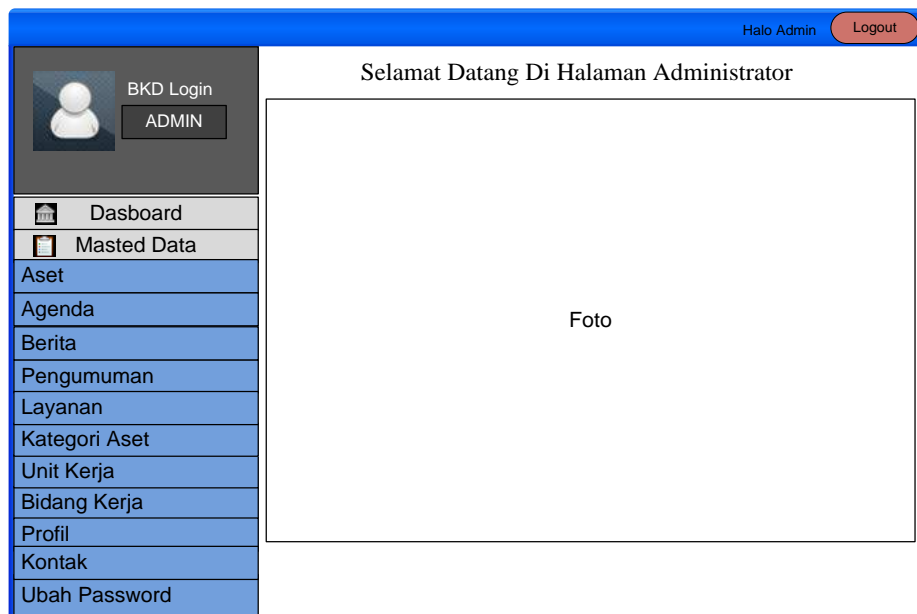 Halo Admin
Logout
BKD Login
ADMIN
Selamat Datang Di Halaman Administrator
Dasboard
Masted Data
Aset
Agenda
Berita
Pengumuman
Layanan
Kategori Aset
Unit Kerja
Bidang Kerja
Profil
Kontak
Ubah Password
Foto